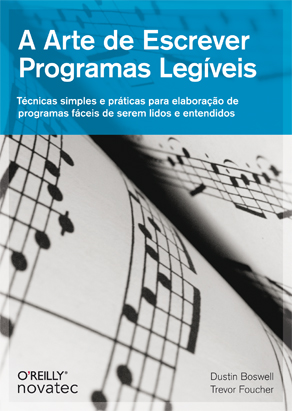 A Arte de Escrever
Programas Legíveis
Técnicas simples e práticas para elaboração de
programas fáceis de serem lidos e entendidos
O'REILLY®
novatec
Dustin Boswell
Trevor Foucher